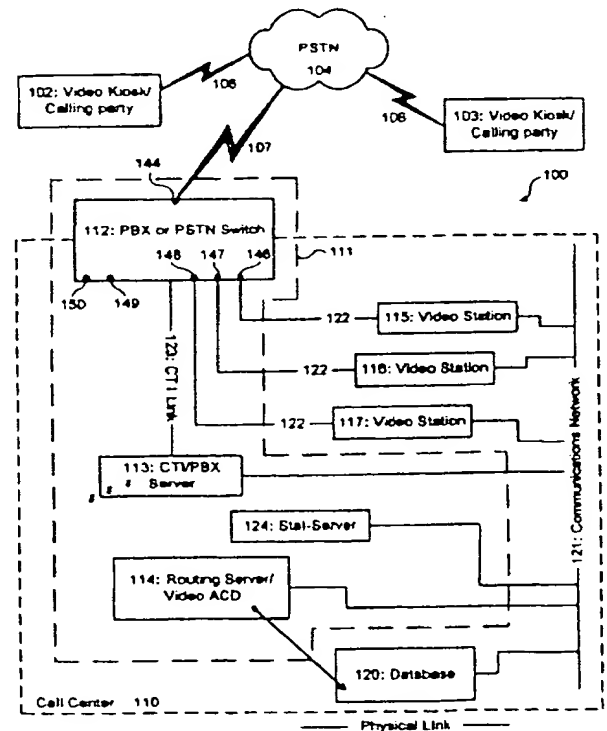 PSTN
104
106
102: Video Kiosk/
Calling party
108
103: Video Kiosk/
Calling party
107
144
100
112: PBX or PSTN Switch
111
148
147
146
150
149
122
115: Video Station
122
116: Video Station
122
117: Video Station
123: CTI Link
113: CTI/PBX
Server
124: Stat-Server
114: Routing Server/
Video ACD
121: Communications Network
120: Database
Call Center 110
Physical Link